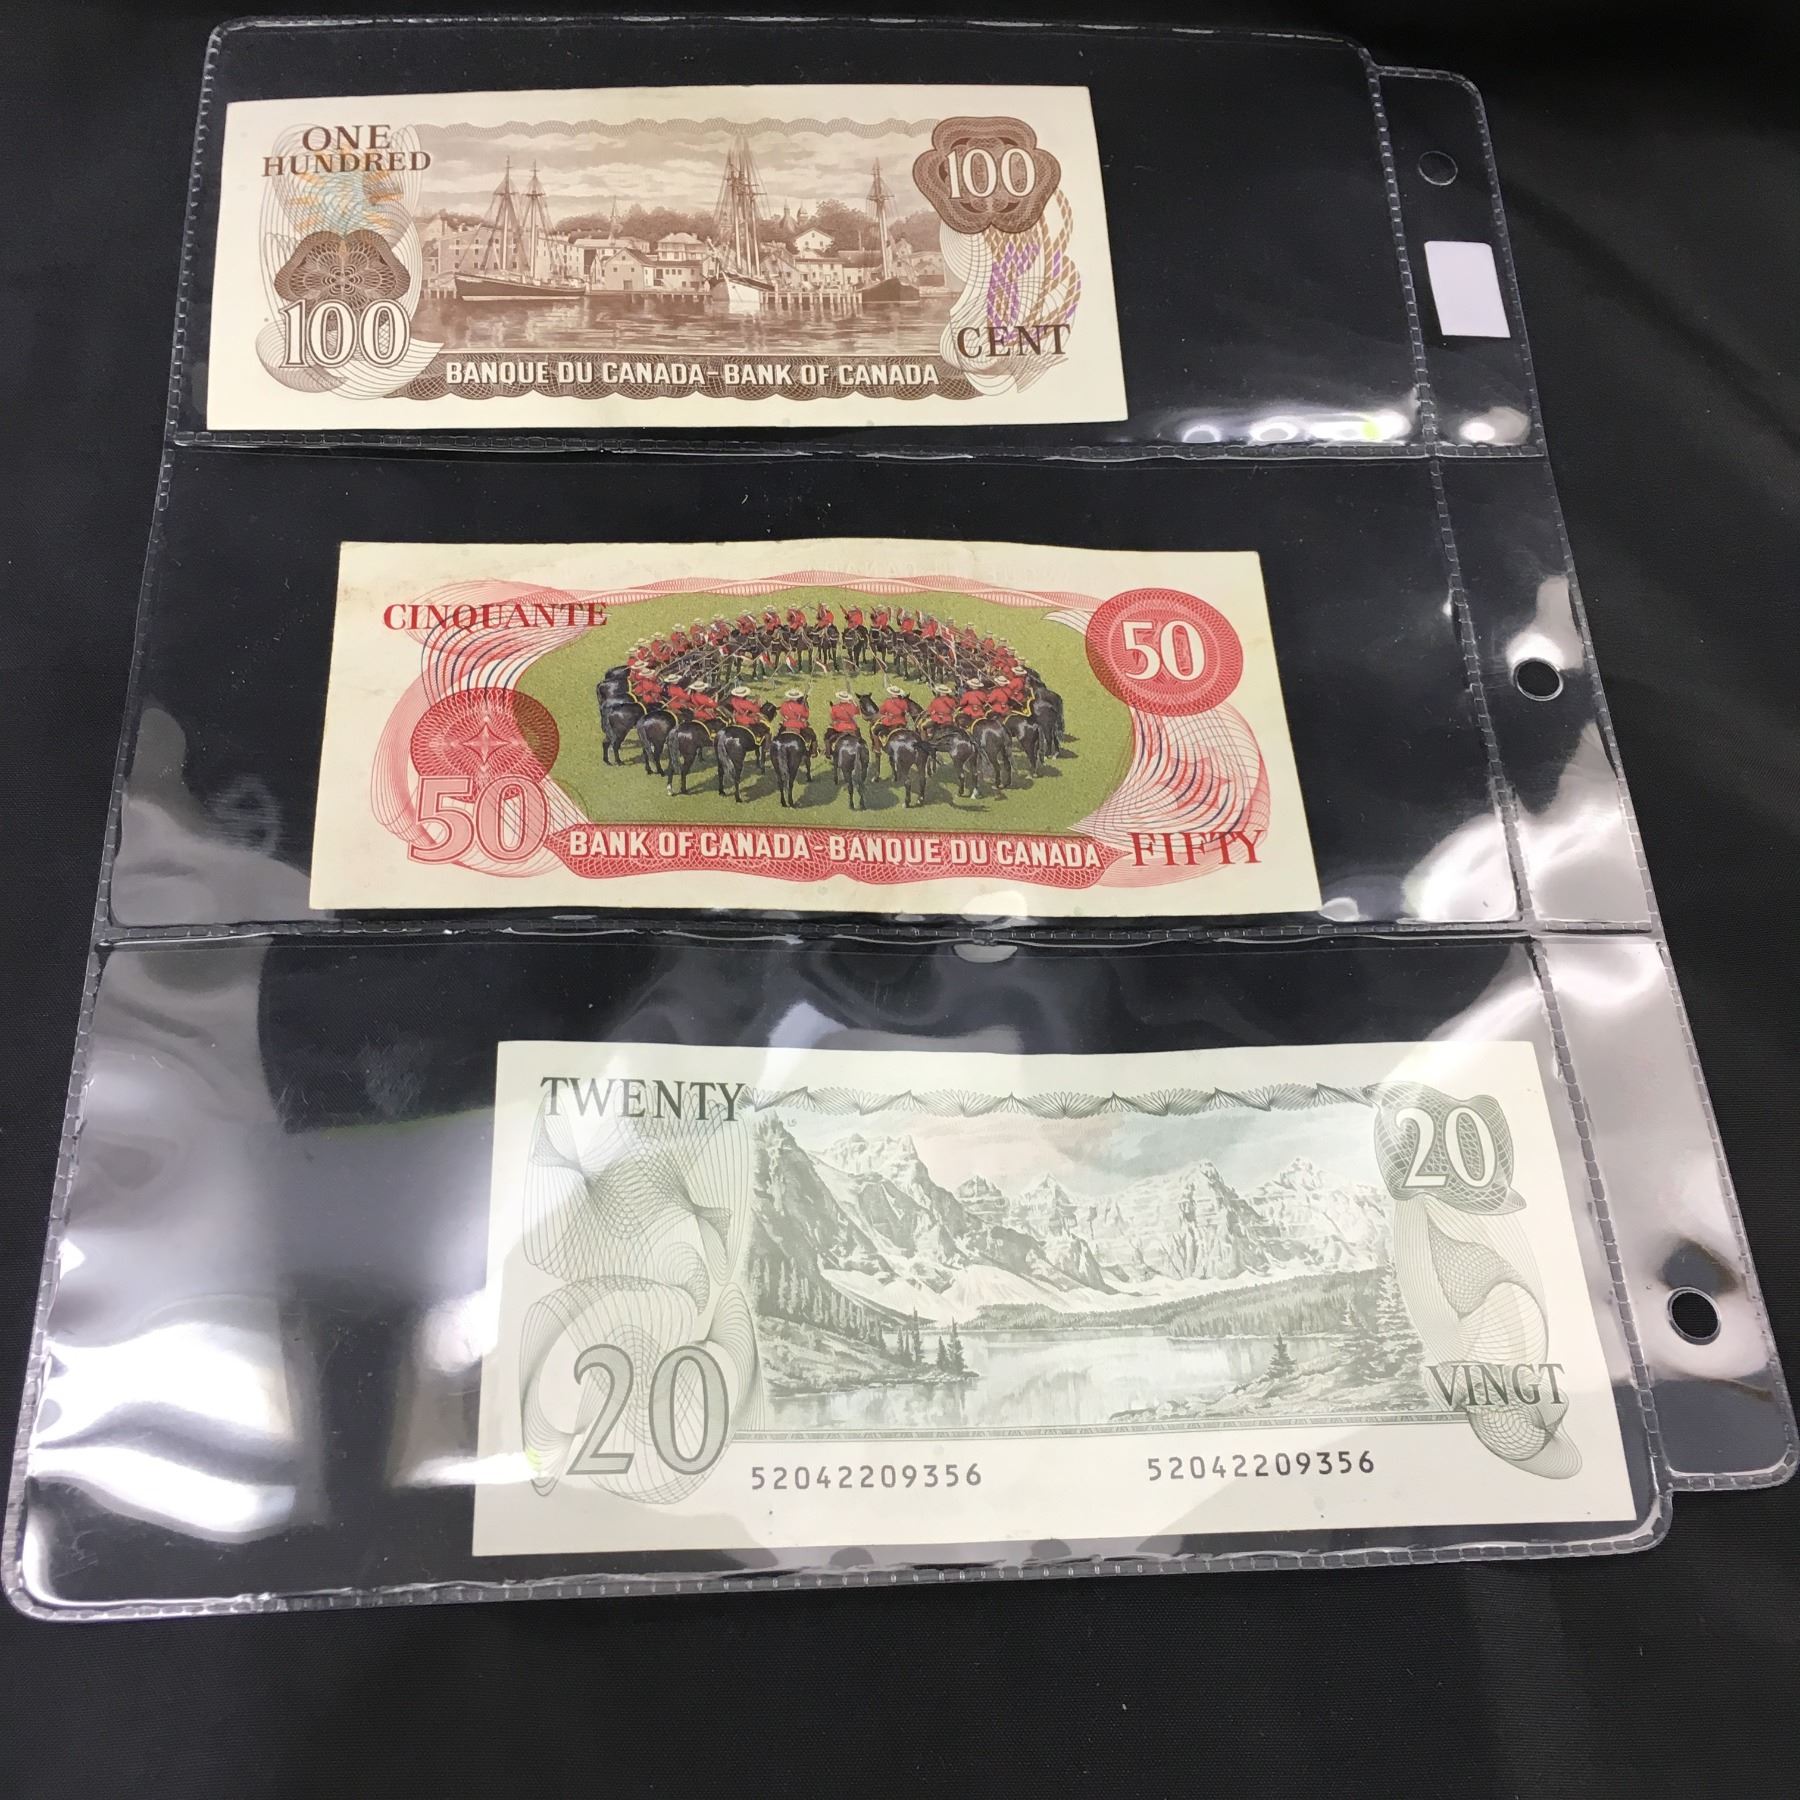 ONE
HUNDRED
100
100
CENT
BANQUE DU CANADA-BANK OF CANADA
CINQUANTE
50
50
BANK OF CANADA-BANQUE DU CANADA
FIFTY
TWENTY
20
VINGT
20
52042209356
52042209356